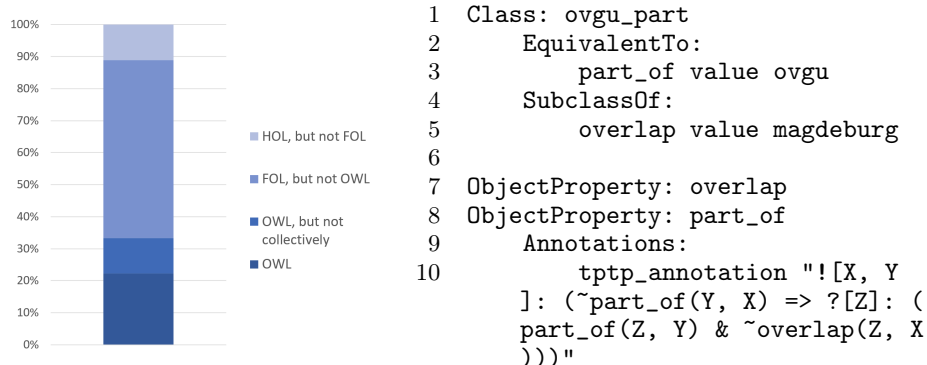 100%
90%
80%
70%
60%
50%
40%
30%
20%
10%
0%
HOL, but not FOL
FOL, but not OWL
OWL, but not
collectively
OWL
1 Class: ovgu_part
2 EquivalentTo:
3 part_of value ovgu
4 SubclassOf:
5 overlap value magdeburg
6
7 ObjectProperty: overlap
8 ObjectProperty: part_of
9 Annotations:
10 tptp_annotation "![X, Y
]: (~part_of(Y, X) => ?[Z]: (
part_of(Z, Y) & ~overlap(Z, X
)))"